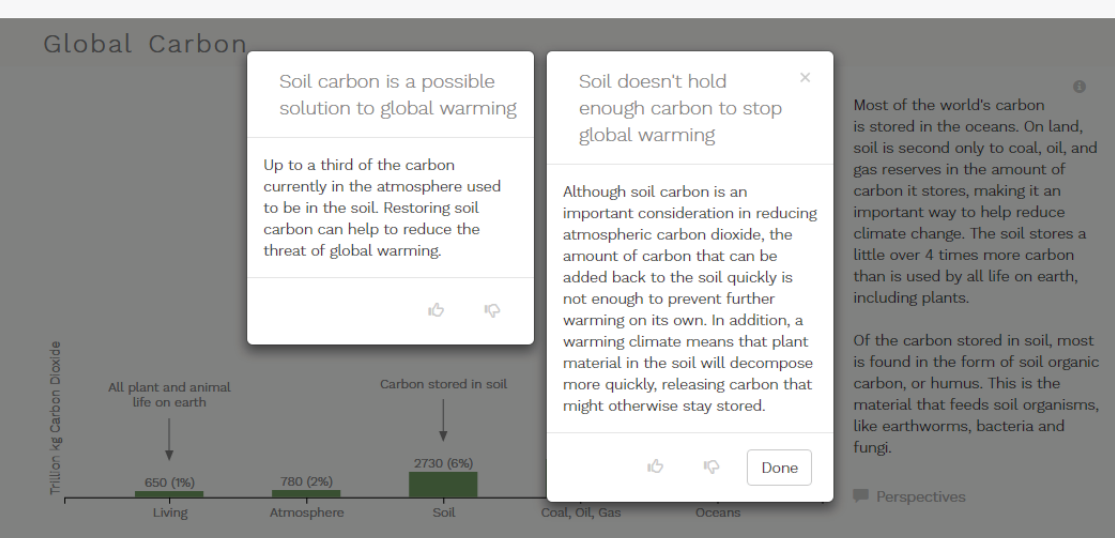 Global Carbon
Soil carbon is a possible
solution to global warming
Up to a third of the carbon
currently in the atmosphere used
to be in the soil. Restoring soil
carbon can help to reduce the
threat of global warming.
Soil doesn't hold
enough carbon to stop
global warming
×
Although soil carbon is an
important consideration in reducing
atmospheric carbon dioxide, the
amount of carbon that can be
added back to the soil quickly is
not enough to prevent further
warming on its own. In addition, a
warming climate means that plant
material in the soil will decompose
more quickly, releasing carbon that
might otherwise stay stored.
Done
Most of the world's carbon
is stored in the oceans. On land,
soil is second only to coal, oil, and
gas reserves in the amount of
carbon it stores, making it an
important way to help reduce
climate change. The soil stores a
little over 4 times more carbon
than is used by all life on earth,
including plants.
Of the carbon stored in soil, most
is found in the form of soil organic
carbon, or humus. This is the
material that feeds soil organisms,
like earthworms, bacteria and
fungi.
Perspectives
Trillion kg Carbon Dioxide
All plant and animal
life on earth
Carbon stored in soil
650 (1%)
780 (2%)
2730 (6%)
Living
Atmosphere
Soil
Coal, Oil, Gas
Oceans